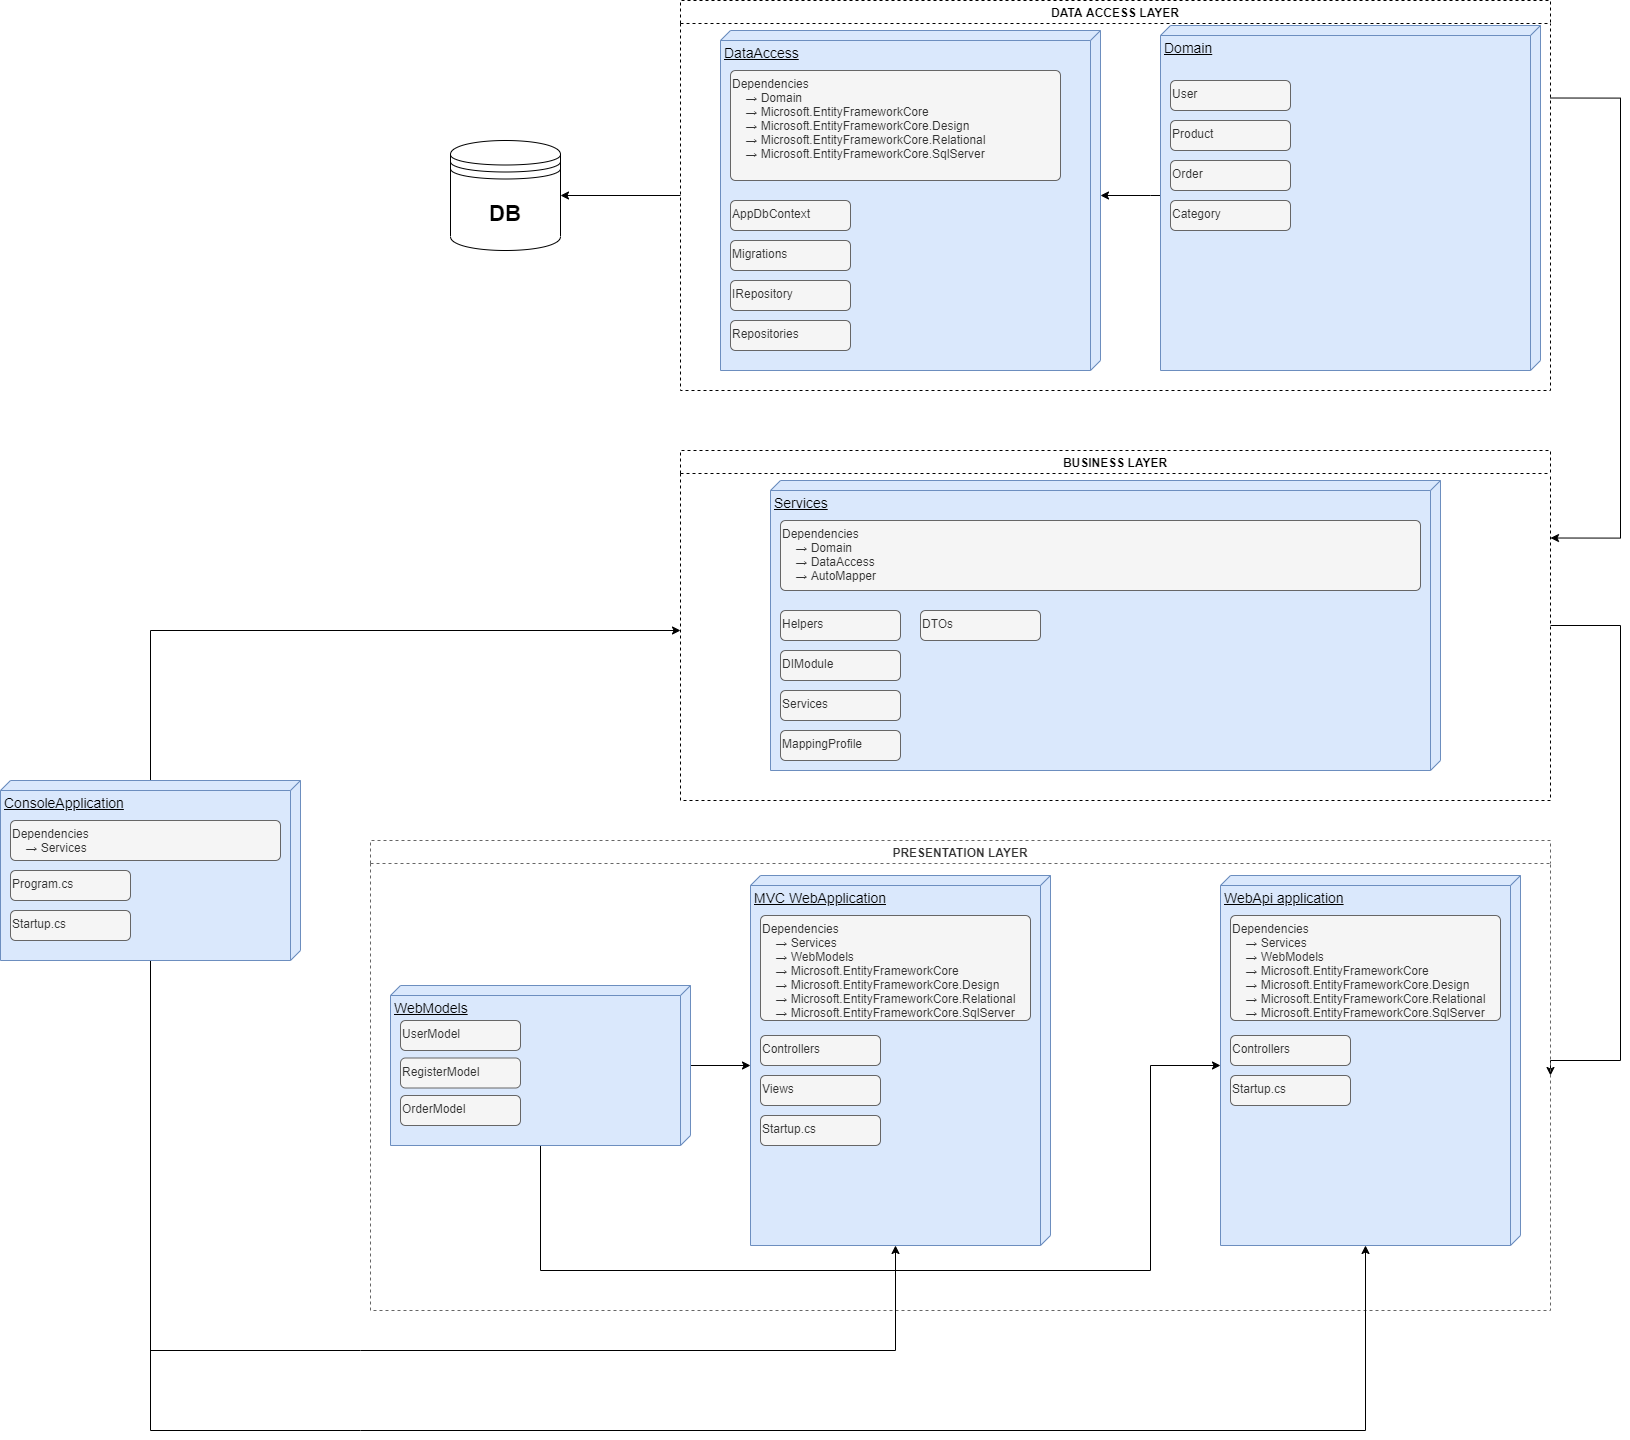 DATA ACCESS LAYER
DataAccess
Dependencies
→ Domain
→ Microsoft.EntityFrameworkCore
→ Microsoft.EntityFrameworkCore.Design
→ Microsoft.EntityFrameworkCore.Relational
→ Microsoft.EntityFrameworkCore.SqlServer
AppDbContext
Migrations
IRepository
Repositories
Domain
User
Product
Order
Category
DB
BUSINESS LAYER
Services
Dependencies
→ Domain
→ DataAccess
→ AutoMapper
Helpers
DTOs
DIModule
Services
MappingProfile
ConsoleApplication
Dependencies
→ Services
Program.cs
Startup.cs
PRESENTATION LAYER
WebModels
UserModel
RegisterModel
OrderModel
MVC WebApplication
Dependencies
→ Services
→ WebModels
→ Microsoft.EntityFrameworkCore
→ Microsoft.EntityFrameworkCore.Design
→ Microsoft.EntityFrameworkCore.Relational
→ Microsoft.EntityFrameworkCore.SqlServer
Controllers
Views
Startup.cs
WebApi application
Dependencies
→ Services
→ WebModels
→ Microsoft.EntityFrameworkCore
→ Microsoft.EntityFrameworkCore.Design
→ Microsoft.EntityFrameworkCore.Relational
→ Microsoft.EntityFrameworkCore.SqlServer
Controllers
Startup.cs